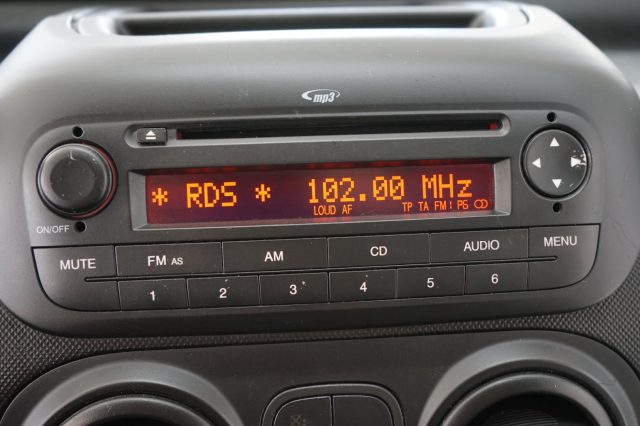 mp3
* RDS * 102.00 MHz
LOUD AF TP TA FM1 P6 CD
ON/OFF
MUTE FM AS AM CD AUDIO MENU
1 2 3 4 5 6